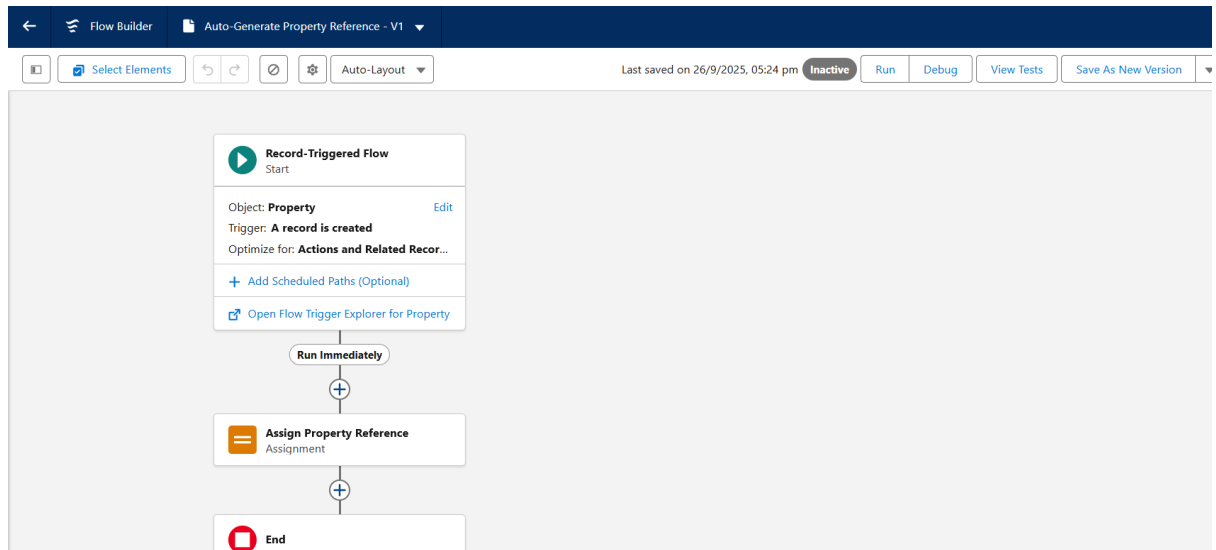 Flow Builder Auto-Generate Property Reference - V1
Select Elements Auto-Layout Last saved on 26/9/2025, 05:24 pm Inactive Run Debug View Tests Save As New Version
Record-Triggered Flow
Start
Object: Property Edit
Trigger: A record is created
Optimize for: Actions and Related Recor...
+ Add Scheduled Paths (Optional)
Open Flow Trigger Explorer for Property
Run Immediately
Assign Property Reference
Assignment
End